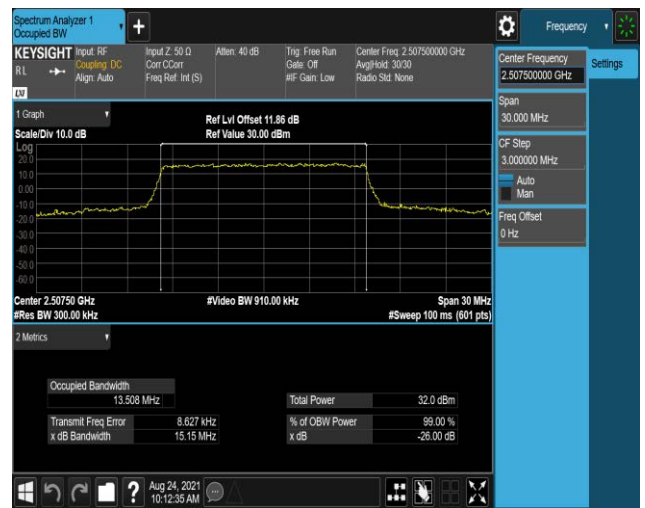 Spectrum Analyzer 1
Occupied BW
Frequency
KEYSIGHT
R L
LXI
Input: RF
Coupling: DC
Align: Auto
Input Z: 50 Ω
Corr CCorr
Freq Ref: Int (S)
Atten: 40 dB
Trig: Free Run
Gate: Off
#IF Gain: Low
Center Freq: 2.507500000 GHz
Avg|Hold: 30/30
Radio Std: None
Center Frequency
2.507500000 GHz
Settings
Span
30.000 MHz
CF Step
3.000000 MHz
Auto
Man
Freq Offset
0 Hz
1 Graph
Scale/Div 10.0 dB
Ref Lvl Offset 11.86 dB
Ref Value 30.00 dBm
Log
20.0
10.0
0.00
-10.0
-20.0
-30.0
-40.0
-50.0
-60.0
Center 2.50750 GHz
#Res BW 300.00 kHz
#Video BW 910.00 kHz
Span 30 MHz
#Sweep 100 ms (601 pts)
2 Metrics
Occupied Bandwidth
13.508 MHz
Total Power 32.0 dBm
Transmit Freq Error 8.627 kHz
% of OBW Power 99.00 %
x dB Bandwidth 15.15 MHz
x dB -26.00 dB
?
Aug 24, 2021
10:12:35 AM